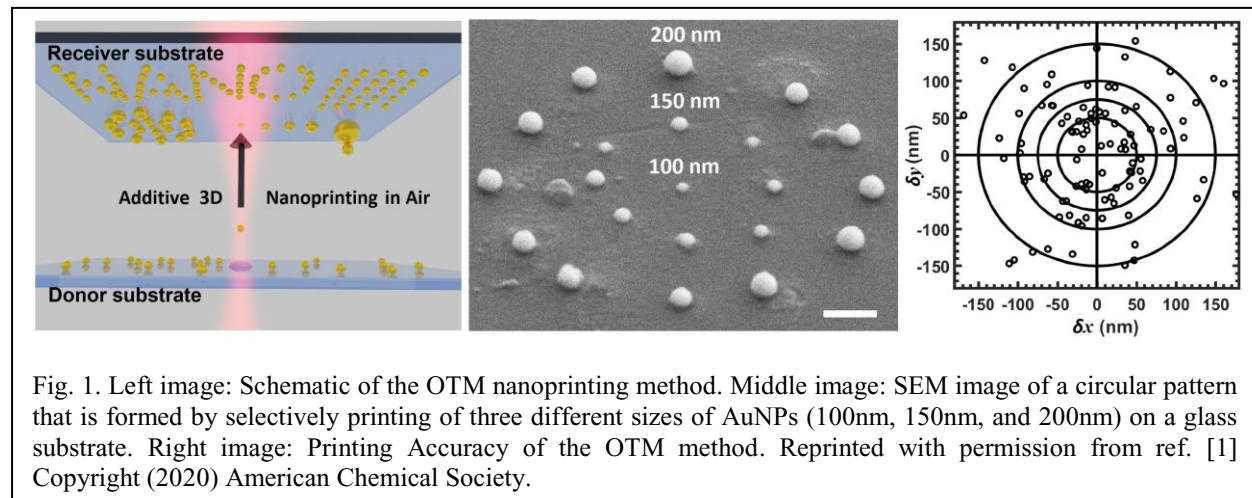 Receiver substrate
Additive 3D Nanoprinting in Air
Donor substrate
200 nm
150 nm
100 nm
150
100
50
0
-50
-100
-150
δy (nm)
-150 -100 -50 0 50 100 150
δx (nm)
Fig. 1. Left image: Schematic of the OTM nanoprinting method. Middle image: SEM image of a circular pattern
that is formed by selectively printing of three different sizes of AuNPs (100nm, 150nm, and 200nm) on a glass
substrate. Right image: Printing Accuracy of the OTM method. Reprinted with permission from ref. [1]
Copyright (2020) American Chemical Society.